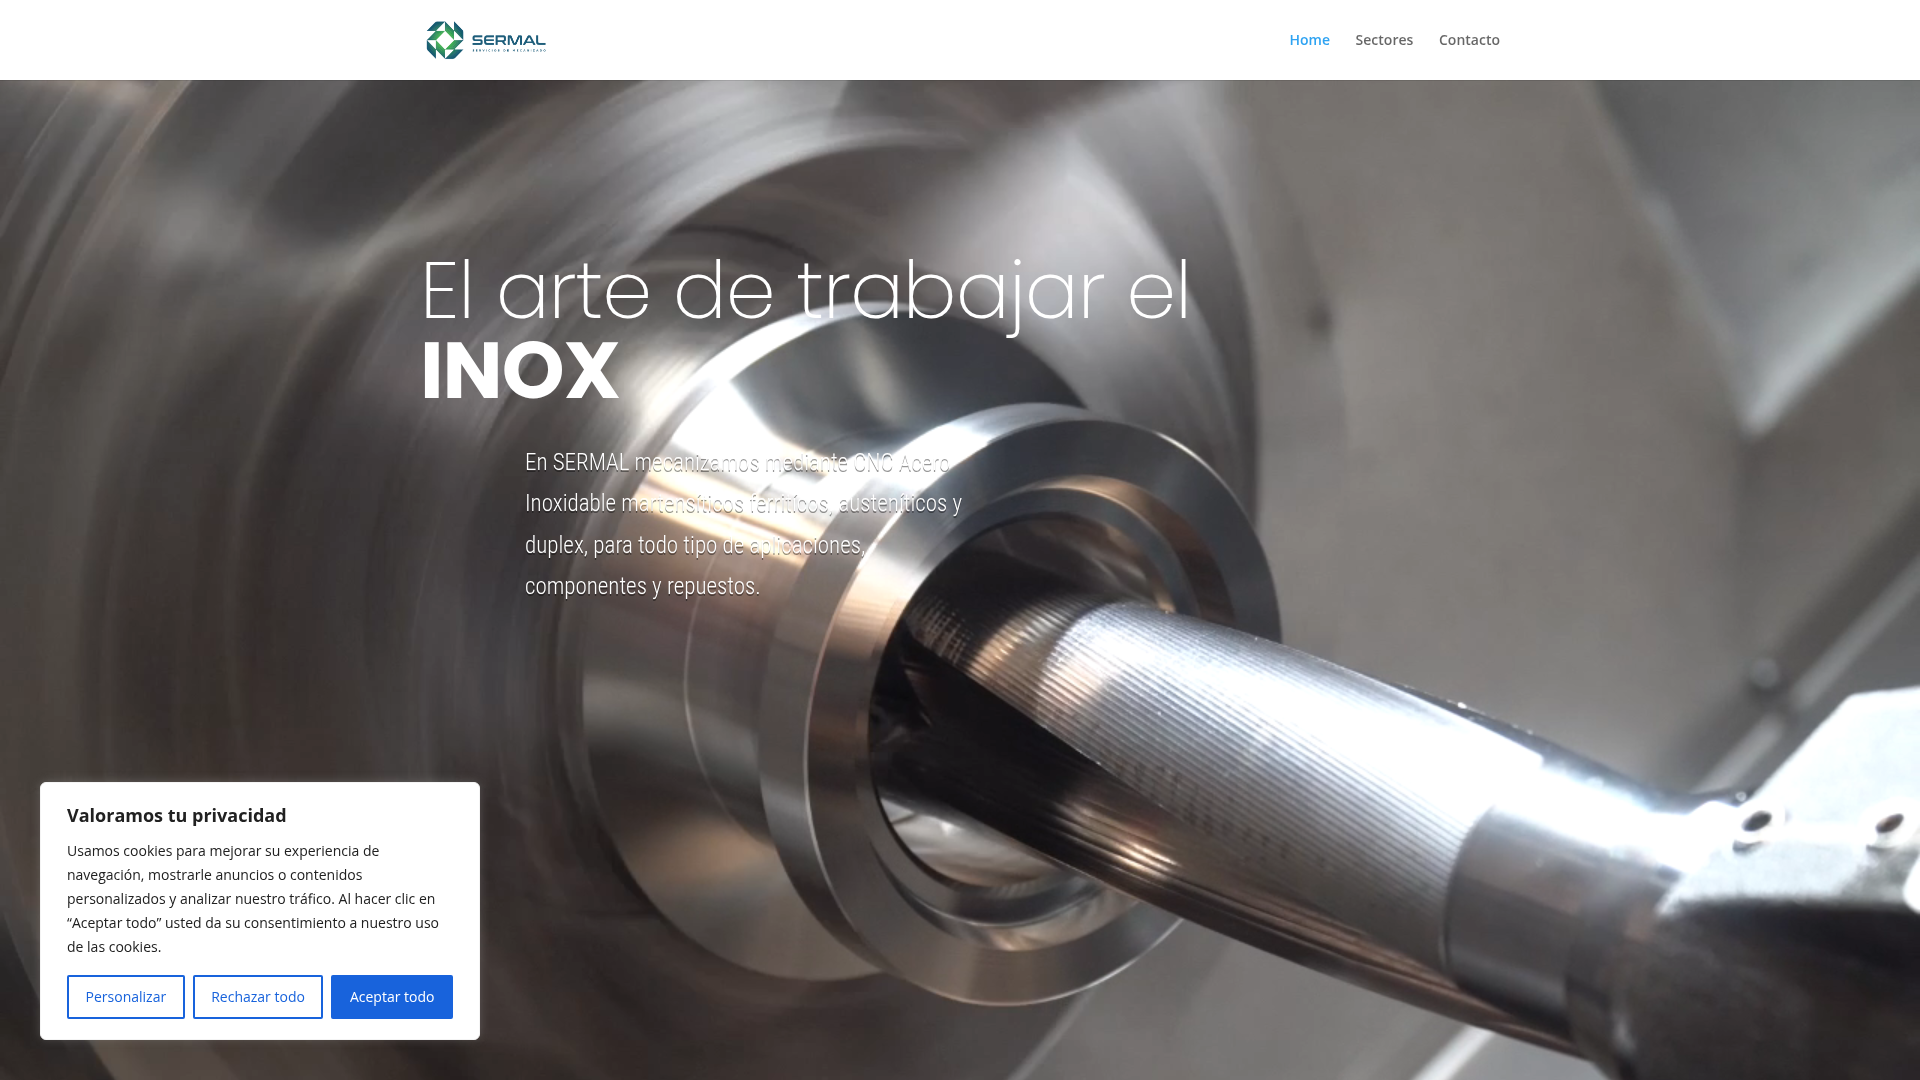 SERMAL
SERVICIOS DE MECANIZADO
Home
Sectores
Contacto
El arte de trabajar el
INOX
En SERMAL mecanizamos mediante CNC Acero
Inoxidable martensíticos ferríticos, austeníticos y
duplex, para todo tipo de aplicaciones,
componentes y repuestos.
Valoramos tu privacidad
Usamos cookies para mejorar su experiencia de
navegación, mostrarle anuncios o contenidos
personalizados y analizar nuestro tráfico. Al hacer clic en
“Aceptar todo” usted da su consentimiento a nuestro uso
de las cookies.
Personalizar
Rechazar todo
Aceptar todo